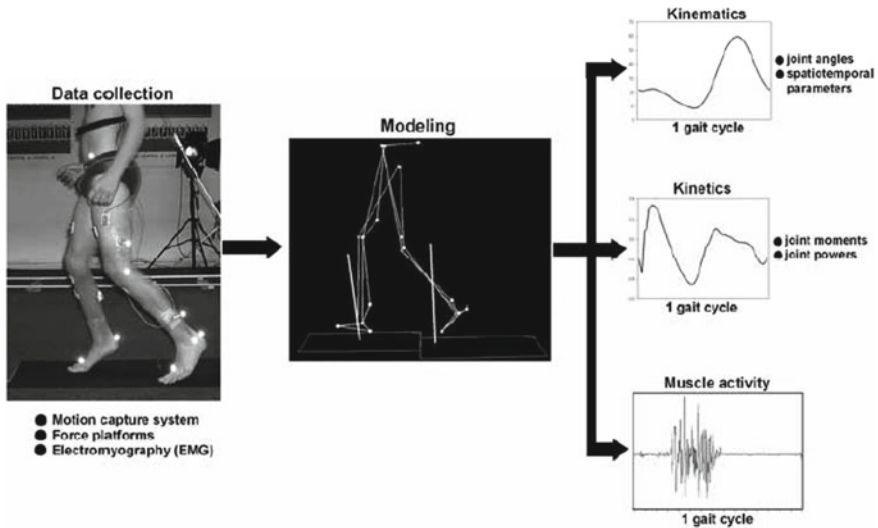 Data collection
Motion capture system
Force platforms
Electromyography (EMG)
Modeling
Kinematics
joint angles
spatiotemporal
parameters
1 gait cycle
Kinetics
joint moments
joint powers
1 gait cycle
Muscle activity
1 gait cycle